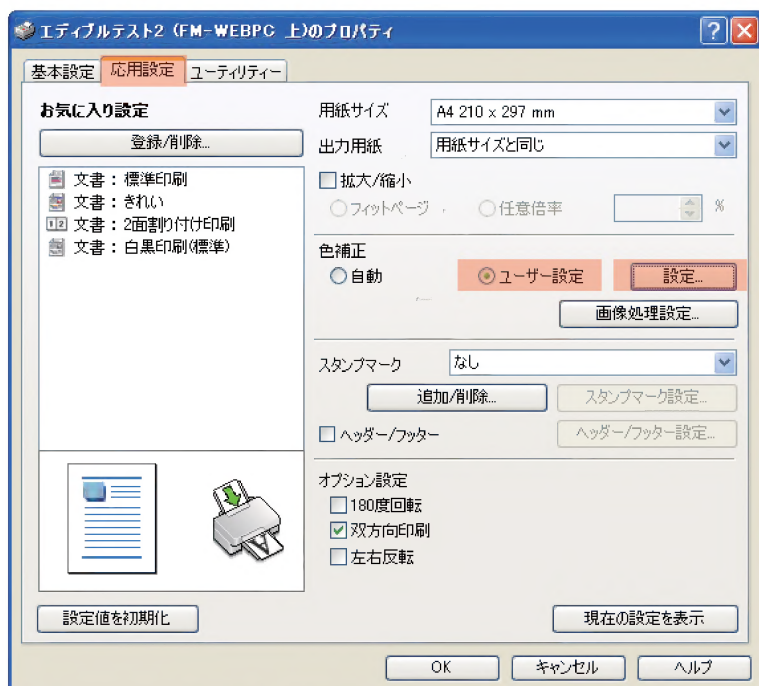 エディブルテスト2 (FM-WEBPC 上)のプロパティ
基本設定 応用設定 ユーティリティー
お気に入り設定
登録/削除...
文書：標準印刷
文書：きれい
文書：2面割り付け印刷
文書：白黒印刷(標準)
設定値を初期化
用紙サイズ A4 210 x 297 mm
出力用紙 用紙サイズと同じ
拡大/縮小
フィットページ 任意倍率 %
色補正
自動 ユーザー設定 設定...
画像処理設定...
スタンプマーク なし
追加/削除... スタンプマーク設定...
ヘッダー/フッター ヘッダー/フッター設定...
オプション設定
180度回転
双方向印刷
左右反転
現在の設定を表示
OK キャンセル ヘルプ